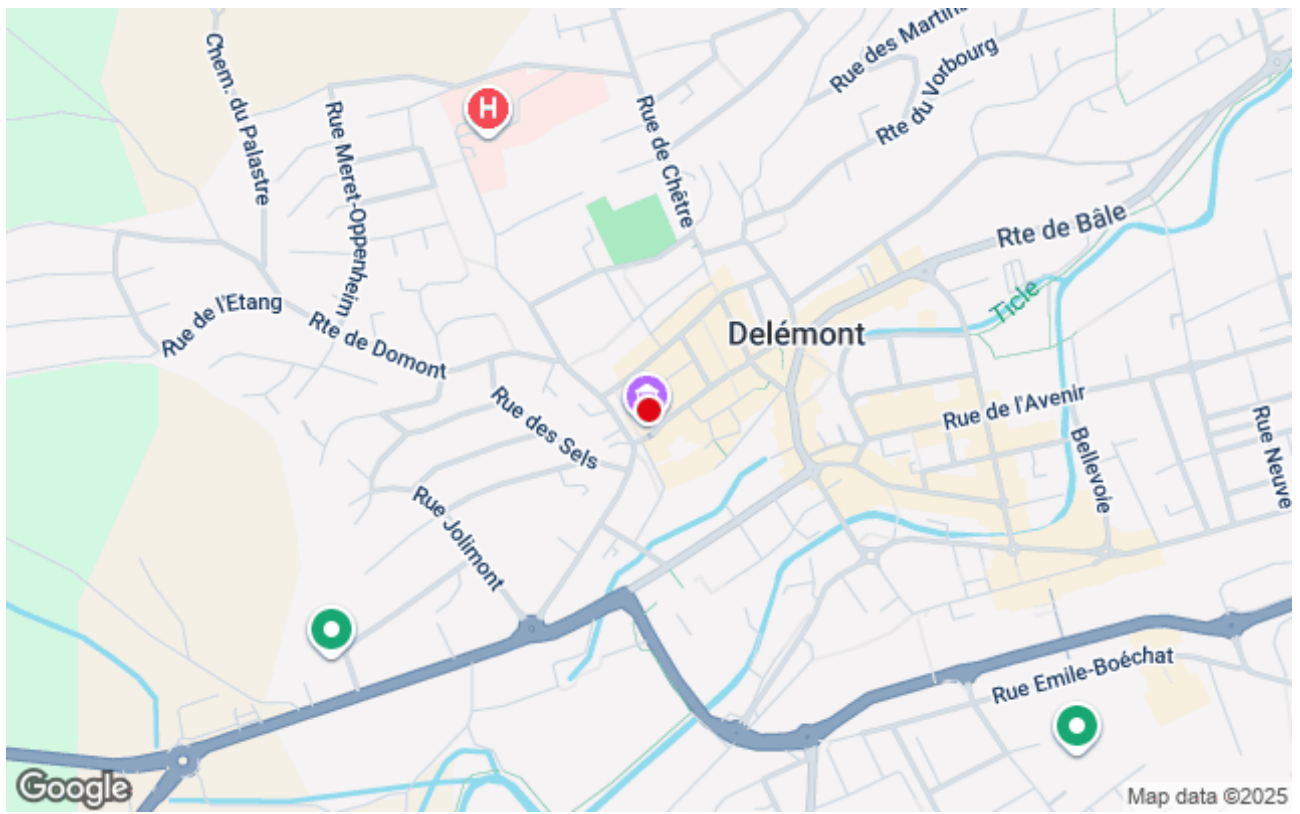 Rue des Martins
Rte du Vorbourg
Chem. du Palastre
H
Rue Meret-Oppenheim
Rue de Chêtre
Rte de Bâle
Ticle
Rue de l'Etang
Rte de Domont
Delémont
Rue de l'Avenir
Rue des Sels
Rue Neuve
Bellevoie
Rue Jolimont
Rue Emile-Boéchat
Google
Map data ©2025